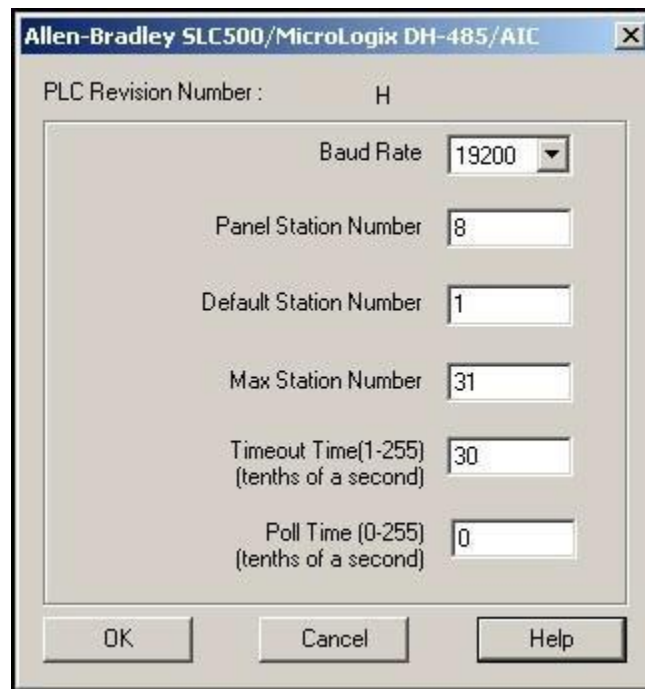 Allen-Bradley SLC500/MicroLogix DH-485/AIC
PLC Revision Number : H
Baud Rate 19200
Panel Station Number 8
Default Station Number 1
Max Station Number 31
Timeout Time(1-255) 30
(tenths of a second)
Poll Time (0-255) 0
(tenths of a second)
OK Cancel Help